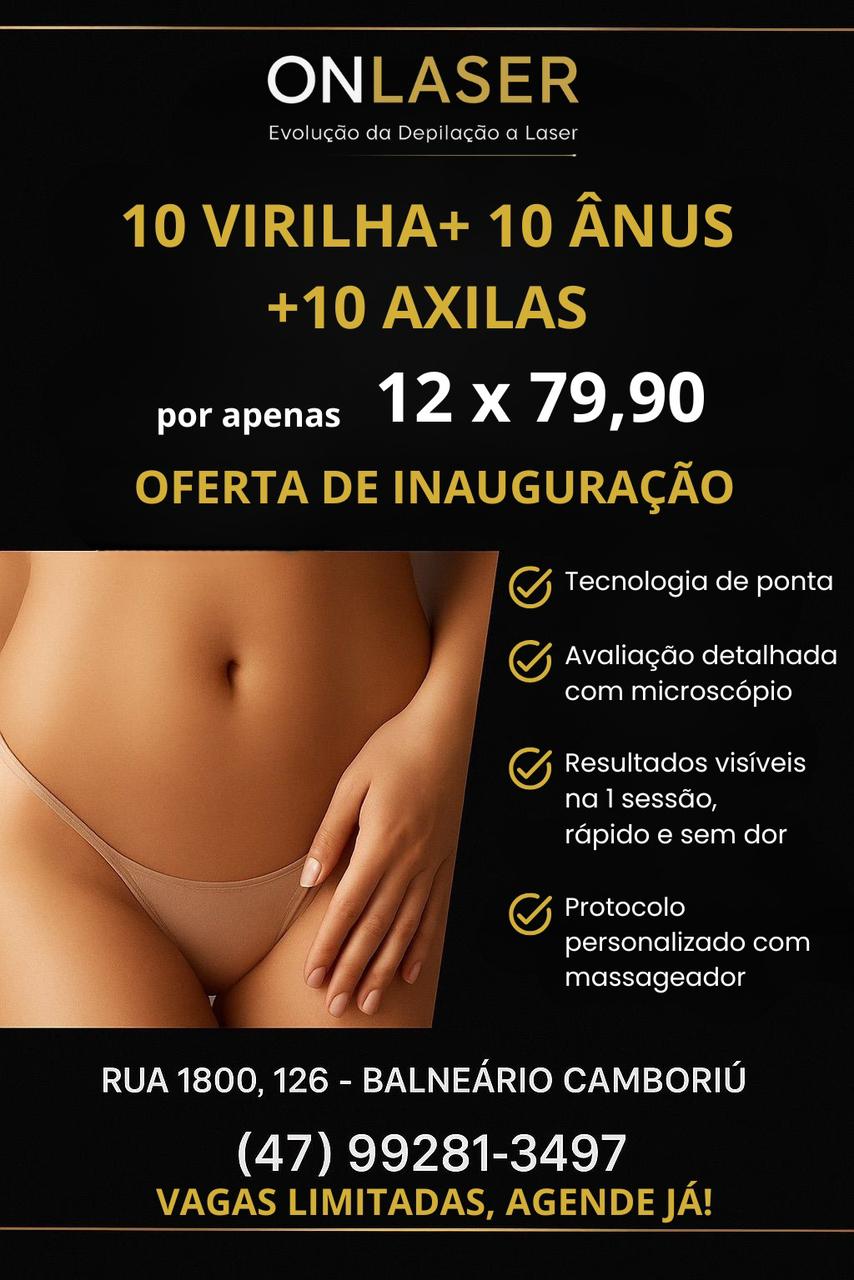 ONLASER
Evolução da Depilação a Laser
10 VIRILHA+ 10 ÂNUS
+10 AXILAS
por apenas 12 x 79,90
OFERTA DE INAUGURAÇÃO
Tecnologia de ponta
Avaliação detalhada
com microscópio
Resultados visíveis
na 1 sessão,
rápido e sem dor
Protocolo
personalizado com
massageador
RUA 1800, 126 - BALNEÁRIO CAMBORIÚ
(47) 99281-3497
VAGAS LIMITADAS, AGENDE JÁ!